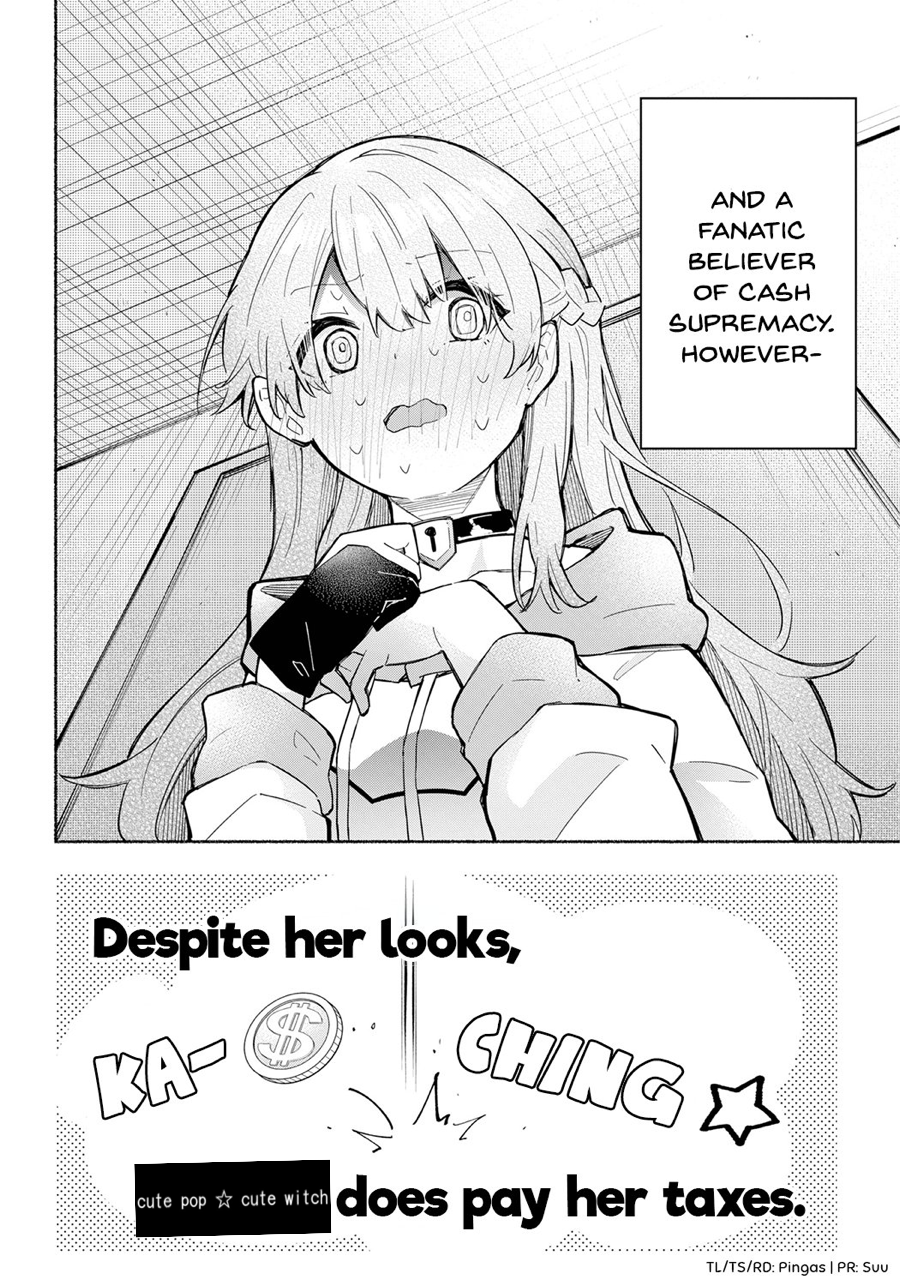 AND A
FANATIC
BELIEVER
OF CASH
SUPREMACY.
HOWEVER-
Despite her looks,
KA-
$
CHING
cute pop ☆ cute witch does pay her taxes.
TL/TS/RD: Pingas | PR: Suu